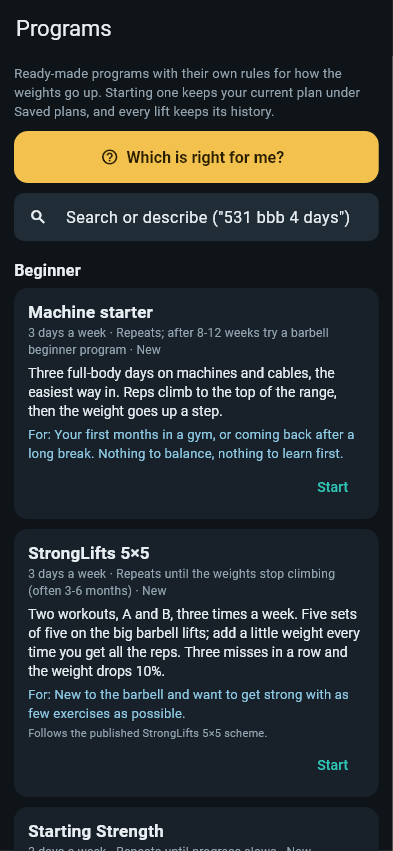 Programs
Ready-made programs with their own rules for how the
weights go up. Starting one keeps your current plan under
Saved plans, and every lift keeps its history.
Which is right for me?
Search or describe ("531 bbb 4 days")
Beginner
Machine starter
3 days a week · Repeats; after 8-12 weeks try a barbell
beginner program · New
Three full-body days on machines and cables, the
easiest way in. Reps climb to the top of the range,
then the weight goes up a step.
For: Your first months in a gym, or coming back after a
long break. Nothing to balance, nothing to learn first.
Start
StrongLifts 5×5
3 days a week · Repeats until the weights stop climbing
(often 3-6 months) · New
Two workouts, A and B, three times a week. Five sets
of five on the big barbell lifts; add a little weight every
time you get all the reps. Three misses in a row and
the weight drops 10%.
For: New to the barbell and want to get strong with as
few exercises as possible.
Follows the published StrongLifts 5×5 scheme.
Start
Starting Strength
3 days a week · Repeats until progress slows · New